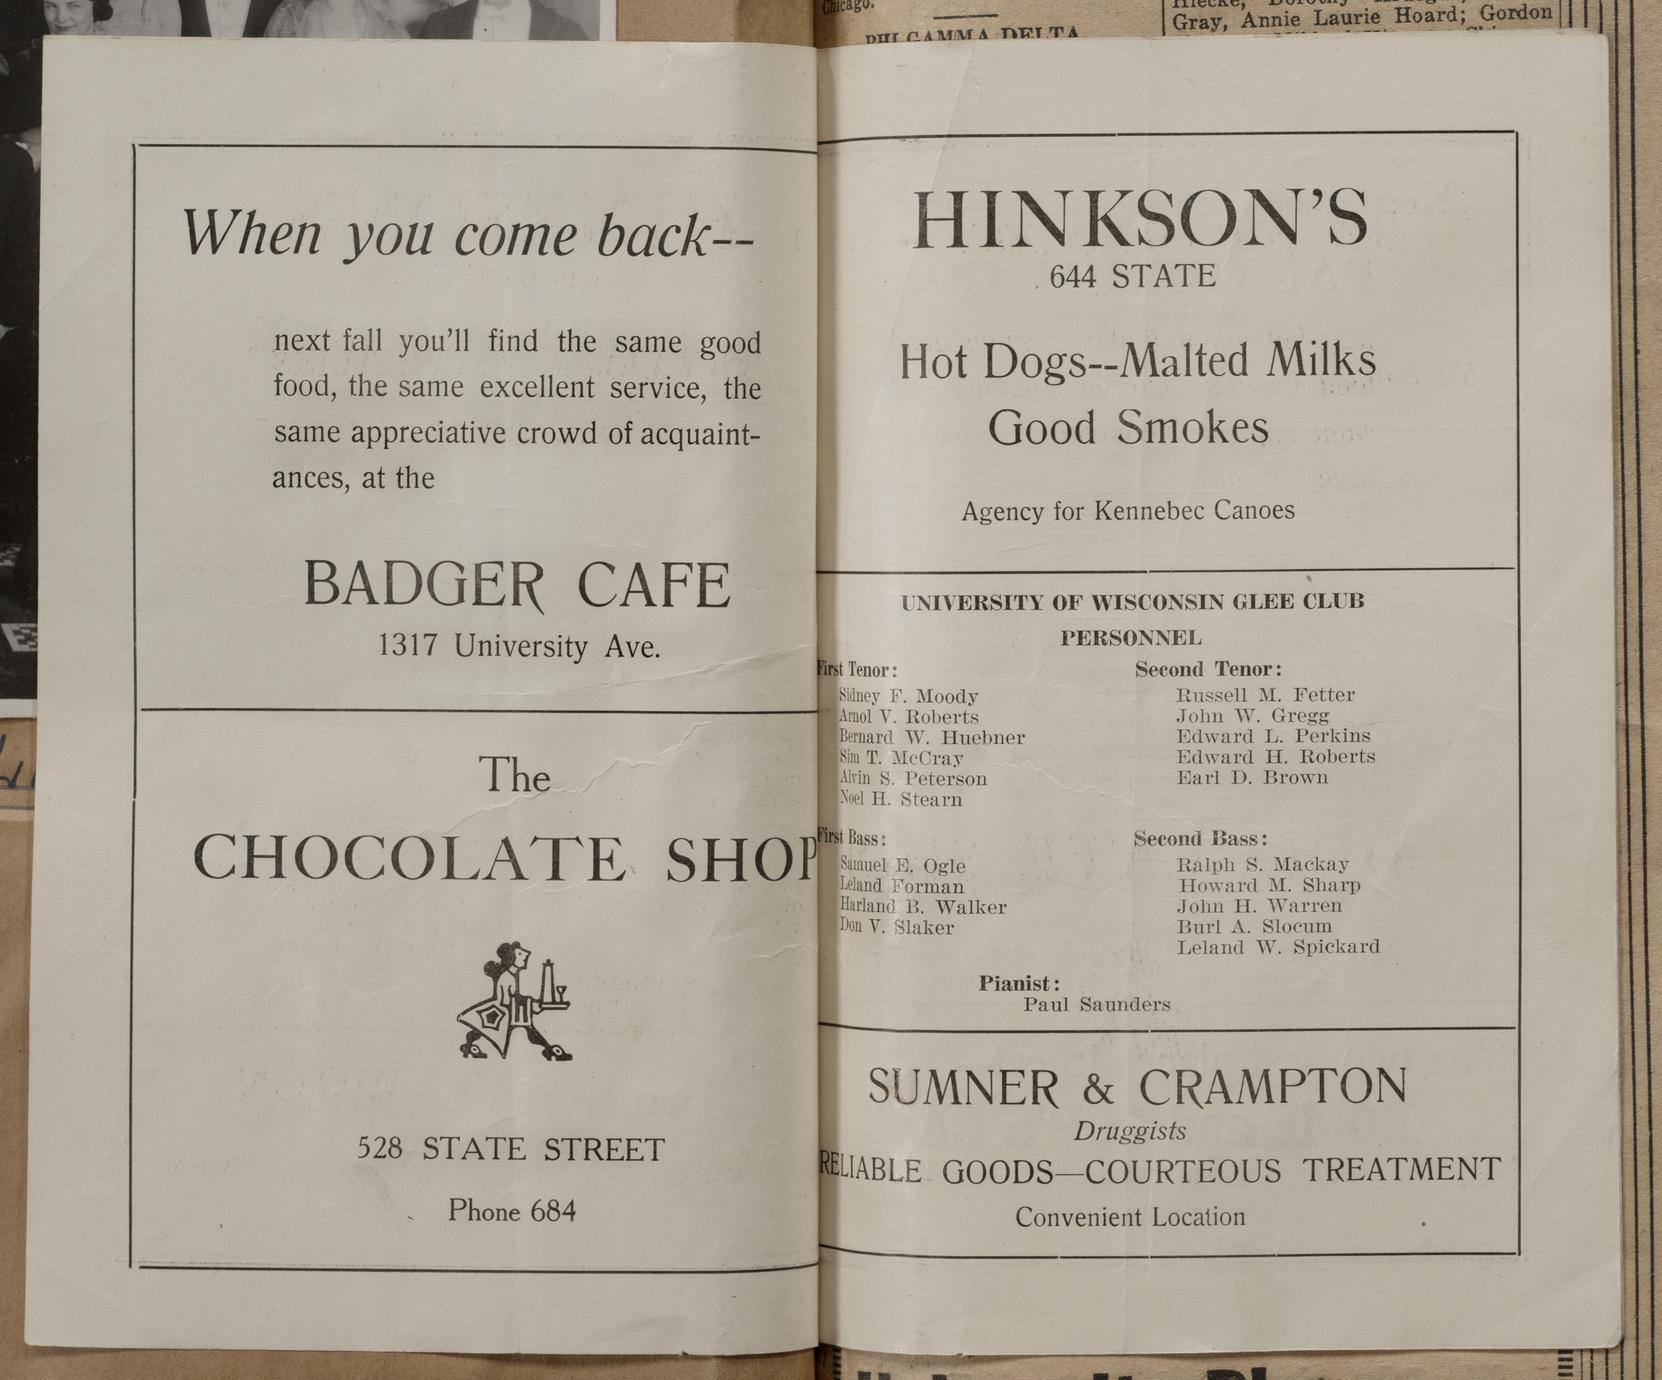 Chicago.
PHI GAMMA DELTA
Gray, Annie Laurie Hoard; Gordon
When you come back--
next fall you'll find the same good
food, the same excellent service, the
same appreciative crowd of acquaint-
ances, at the
BADGER CAFE
1317 University Ave.
The
CHOCOLATE SHOP
528 STATE STREET
Phone 684
HINKSON'S
644 STATE
Hot Dogs--Malted Milks
Good Smokes
Agency for Kennebec Canoes
UNIVERSITY OF WISCONSIN GLEE CLUB
PERSONNEL
First Tenor:
Sidney F. Moody
Arnol V. Roberts
Bernard W. Huebner
Sim T. McCray
Alvin S. Peterson
Noel H. Stearn
Second Tenor:
Russell M. Fetter
John W. Gregg
Edward L. Perkins
Edward H. Roberts
Earl D. Brown
First Bass:
Samuel E. Ogle
Leland Forman
Harland B. Walker
Don V. Slaker
Second Bass:
Ralph S. Mackay
Howard M. Sharp
John H. Warren
Burl A. Slocum
Leland W. Spickard
Pianist:
Paul Saunders
SUMNER & CRAMPTON
Druggists
RELIABLE GOODS—COURTEOUS TREATMENT
Convenient Location